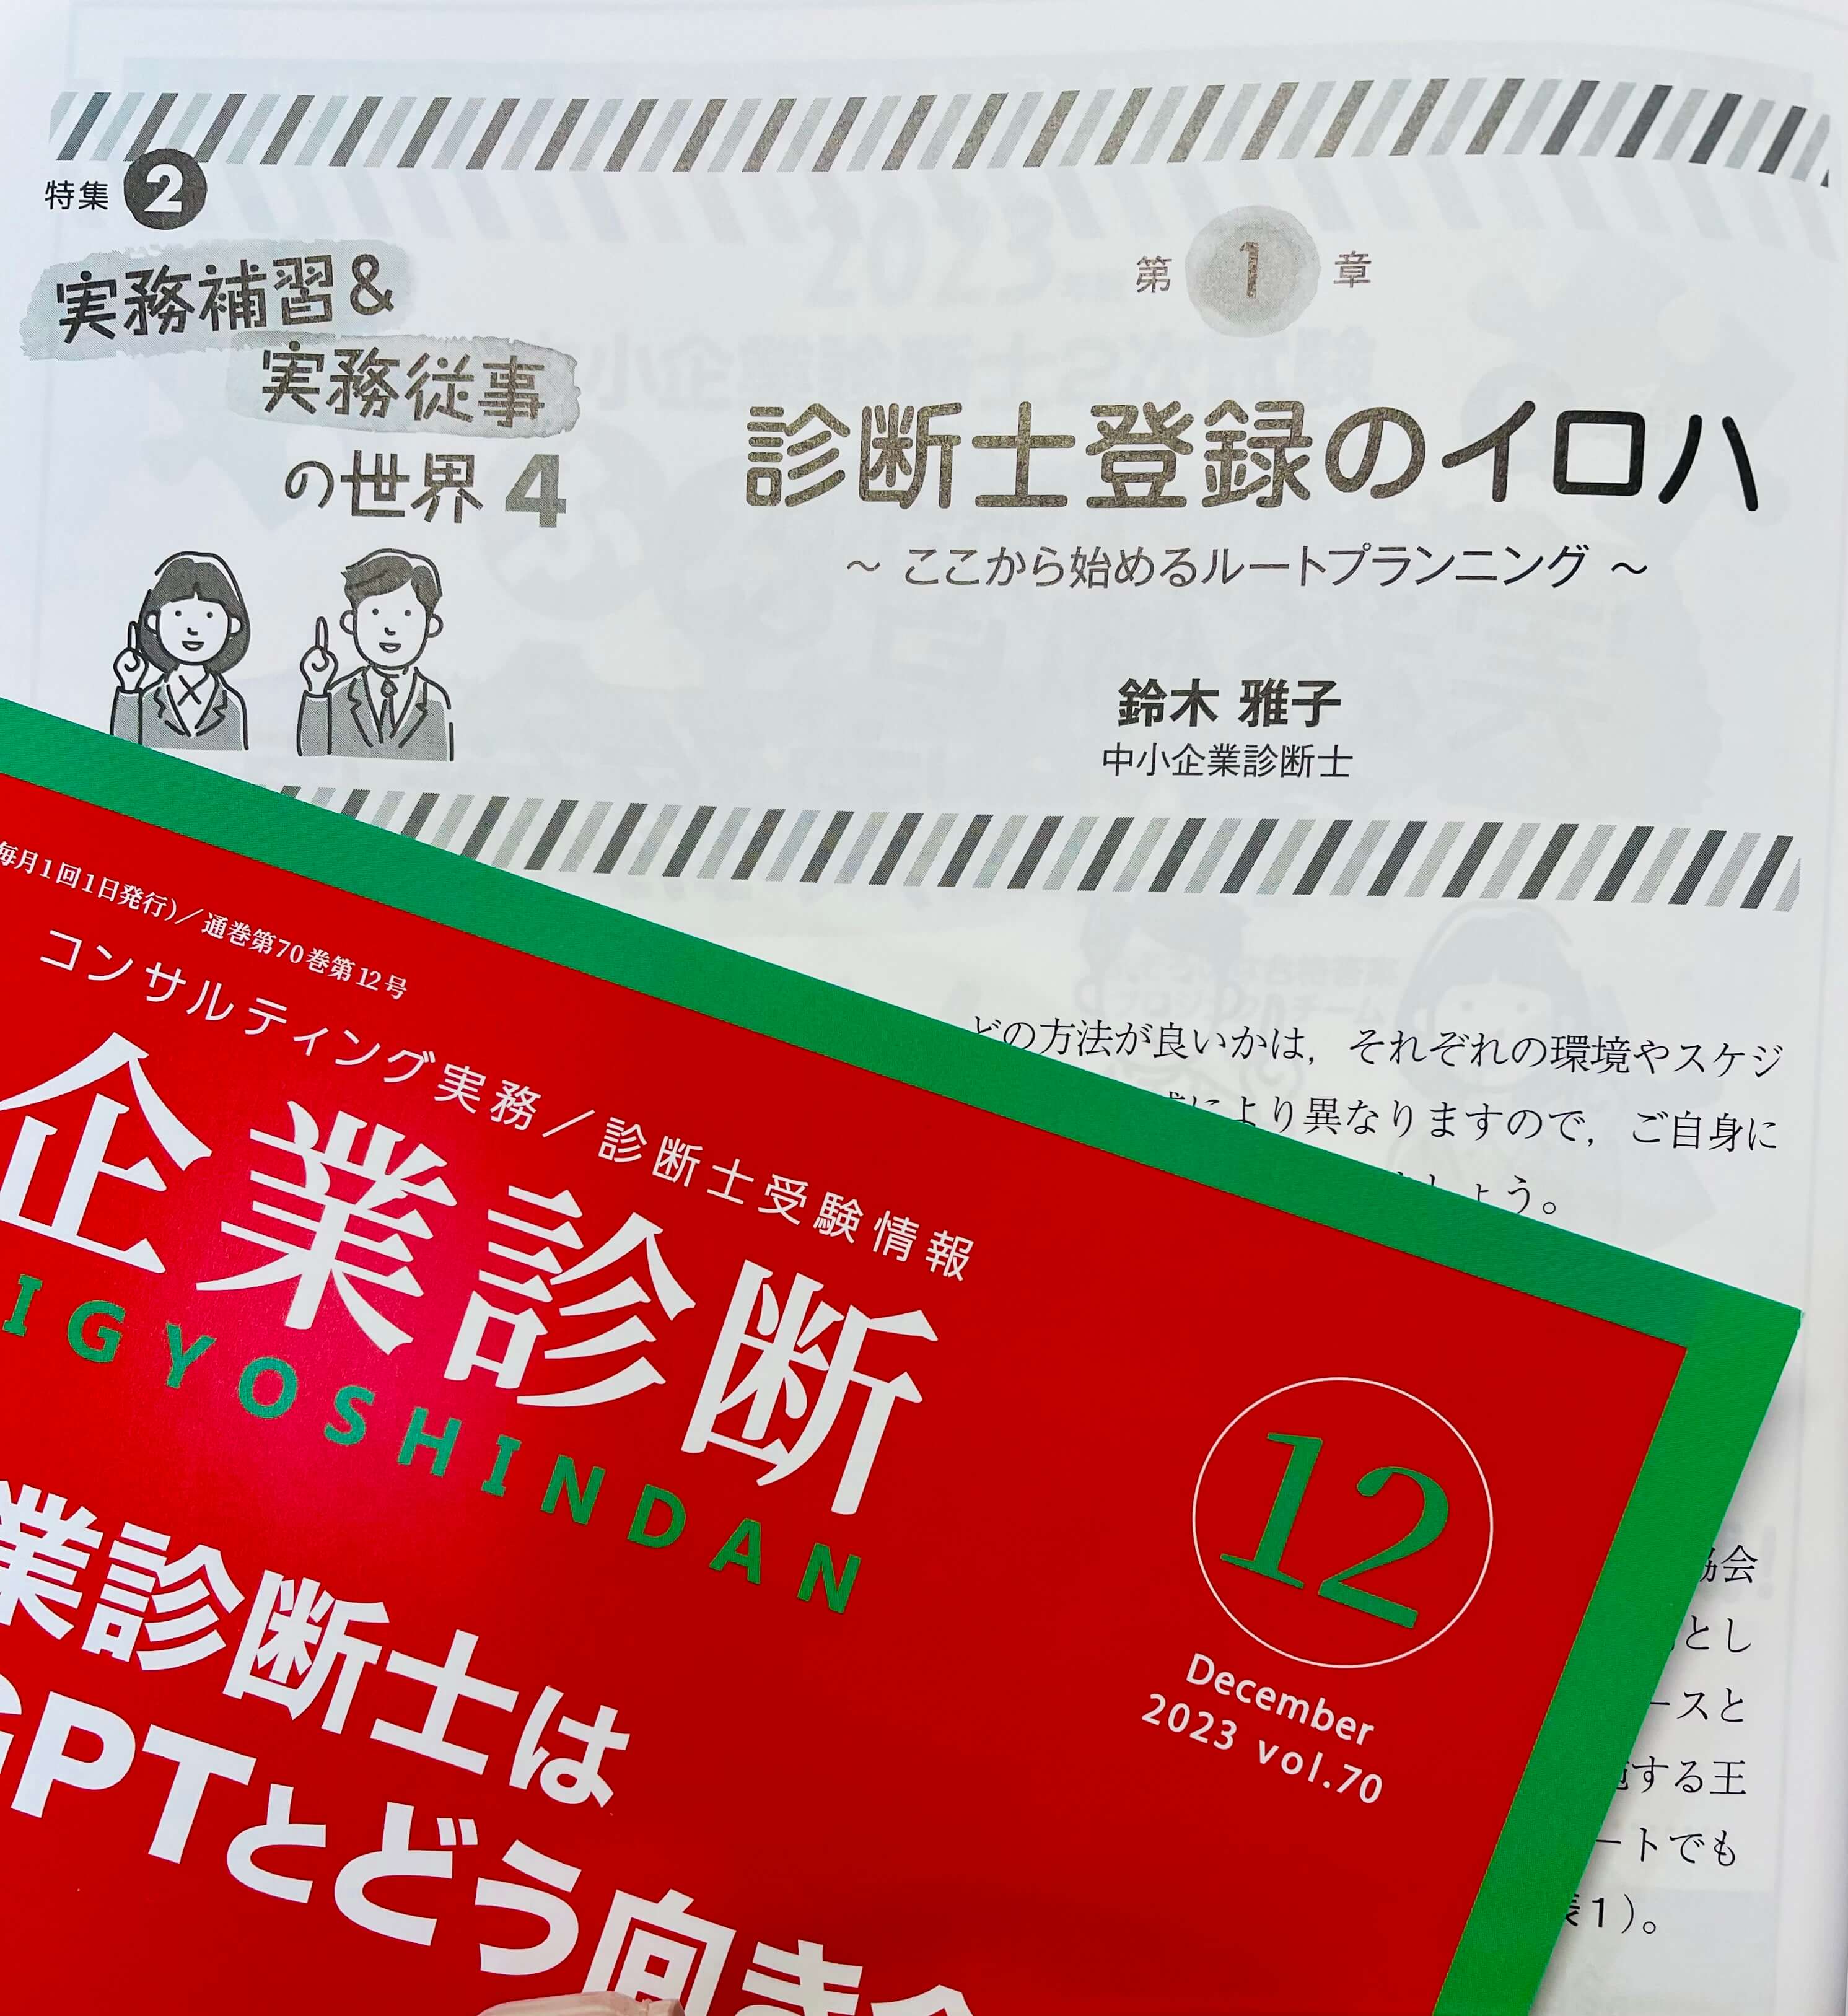 特集 2
実務補習&
実務従事
の世界 4
第 1 章
診断士登録のイロハ
~ ここから始めるルートプランニング ~
鈴木 雅子
中小企業診断士
どの方法が良いかは，それぞれの環境やスケジ
により異なりますので，ご自身に
しょう。
協会
とし
ースと
する王
ートでも
表1）。
毎月1回1日発行)／通巻第70巻第12号
コンサルティング実務／診断士受験情報
企業診断
IGYOSHINDAN
12
December
2023 vol.70
業診断士は
GPTとどう向き合